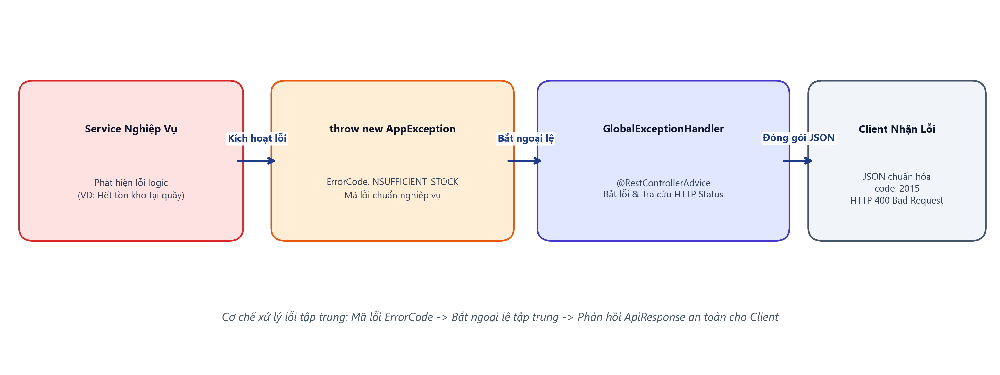 Service Nghiệp Vụ
Phát hiện lỗi logic
(VD: Hết tồn kho tại quầy)
Kích hoạt lỗi
throw new AppException
ErrorCode.INSUFFICIENT_STOCK
Mã lỗi chuẩn nghiệp vụ
Bắt ngoại lệ
GlobalExceptionHandler
@RestControllerAdvice
Bắt lỗi & Tra cứu HTTP Status
Đóng gói JSON
Client Nhận Lỗi
JSON chuẩn hóa
code: 2015
HTTP 400 Bad Request
Cơ chế xử lý lỗi tập trung: Mã lỗi ErrorCode -> Bắt ngoại lệ tập trung -> Phản hồi ApiResponse an toàn cho Client